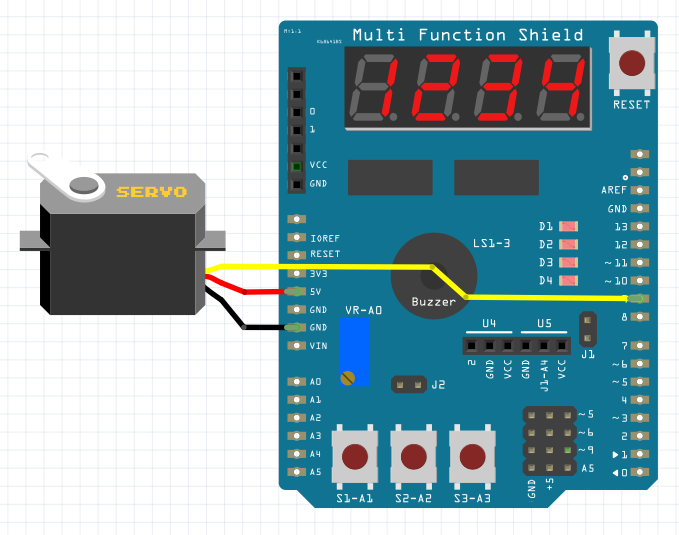 M:1.1
Multi Function Shield
1234
RESET
0
1
VCC
GND
SERVO
AREF
GND
13
12
~11
~10
8
7
~6
~5
4
~3
2
▶1
◀0
IOREF
RESET
3V3
5V
GND
GND
VIN
A0
A1
A2
A3
A4
A5
D1
D2
D3
D4
LS1-3
Buzzer
VR-A0
U4
U5
2
GND
VCC
GND
J1-A4
VCC
J1
J2
~5
~6
~9
A5
GND
+5
S1-A1
S2-A2
S3-A3